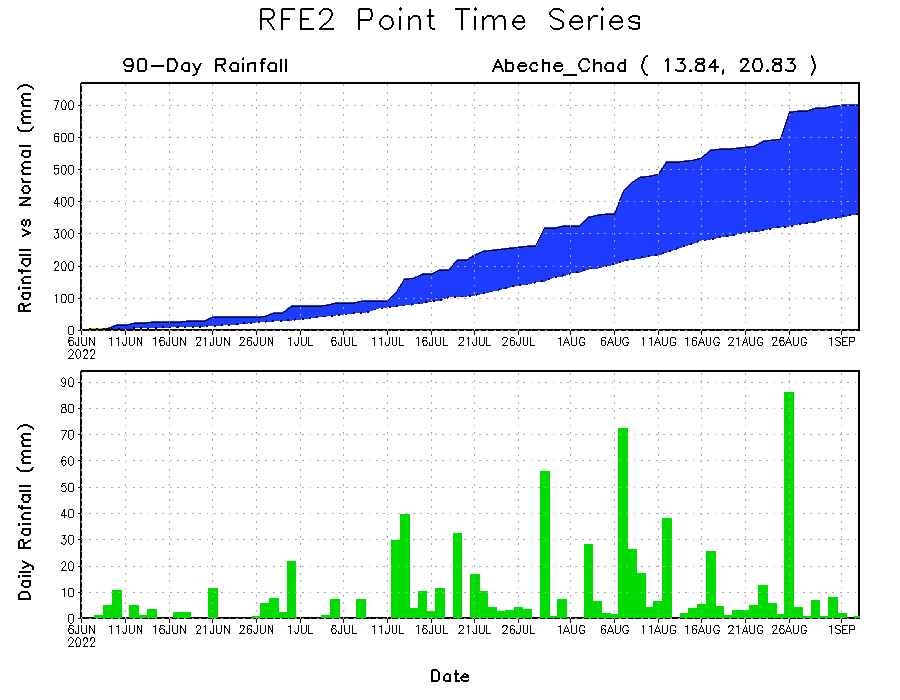 RFE2 Point Time Series
90-Day Rainfall
Abeche_Chad ( 13.84, 20.83 )
Rainfall vs Normal (mm)
700
600
500
400
300
200
100
0
6JUN 11JUN 16JUN 21JUN 26JUN 1JUL 6JUL 11JUL 16JUL 21JUL 26JUL 1AUG 6AUG 11AUG 16AUG 21AUG 26AUG 1SEP
2022
Daily Rainfall (mm)
90
80
70
60
50
40
30
20
10
0
6JUN 11JUN 16JUN 21JUN 26JUN 1JUL 6JUL 11JUL 16JUL 21JUL 26JUL 1AUG 6AUG 11AUG 16AUG 21AUG 26AUG 1SEP
2022
Date